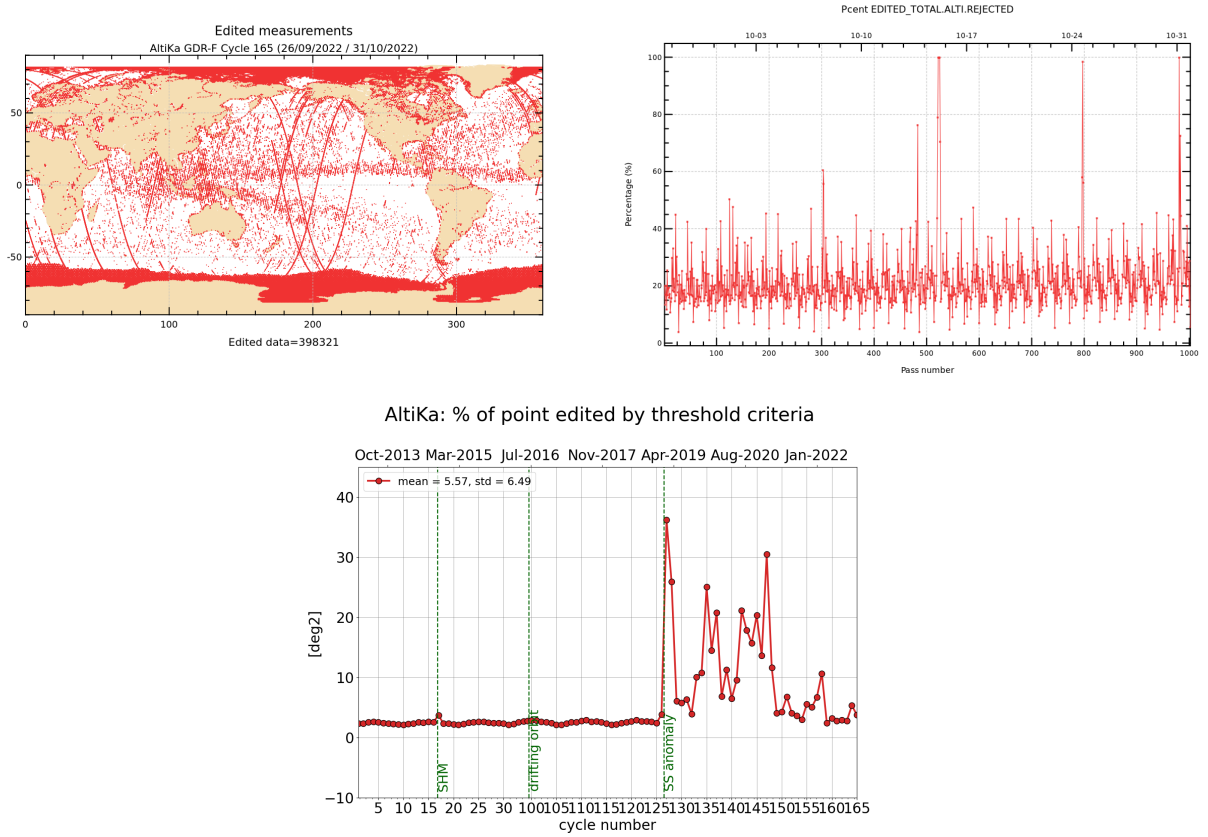 Edited measurements
AltiKa GDR-F Cycle 165 (26/09/2022 / 31/10/2022)
50
0
−50
0 100 200 300
Edited data=398321
Pcent EDITED_TOTAL.ALTI.REJECTED
10-03 10-10 10-17 10-24 10-31
100
80
60
40
20
0
Percentage (%)
100 200 300 400 500 600 700 800 900 1000
Pass number
AltiKa: % of point edited by threshold criteria
Oct-2013 Mar-2015 Jul-2016 Nov-2017 Apr-2019 Aug-2020 Jan-2022
mean = 5.57, std = 6.49
40
30
20
10
0
−10
[deg2]
SHM
drifting orbit
SS anomaly
5 10 15 20 25 30 100 105 110 115 120 125 130 135 140 145 150 155 160 165
cycle number